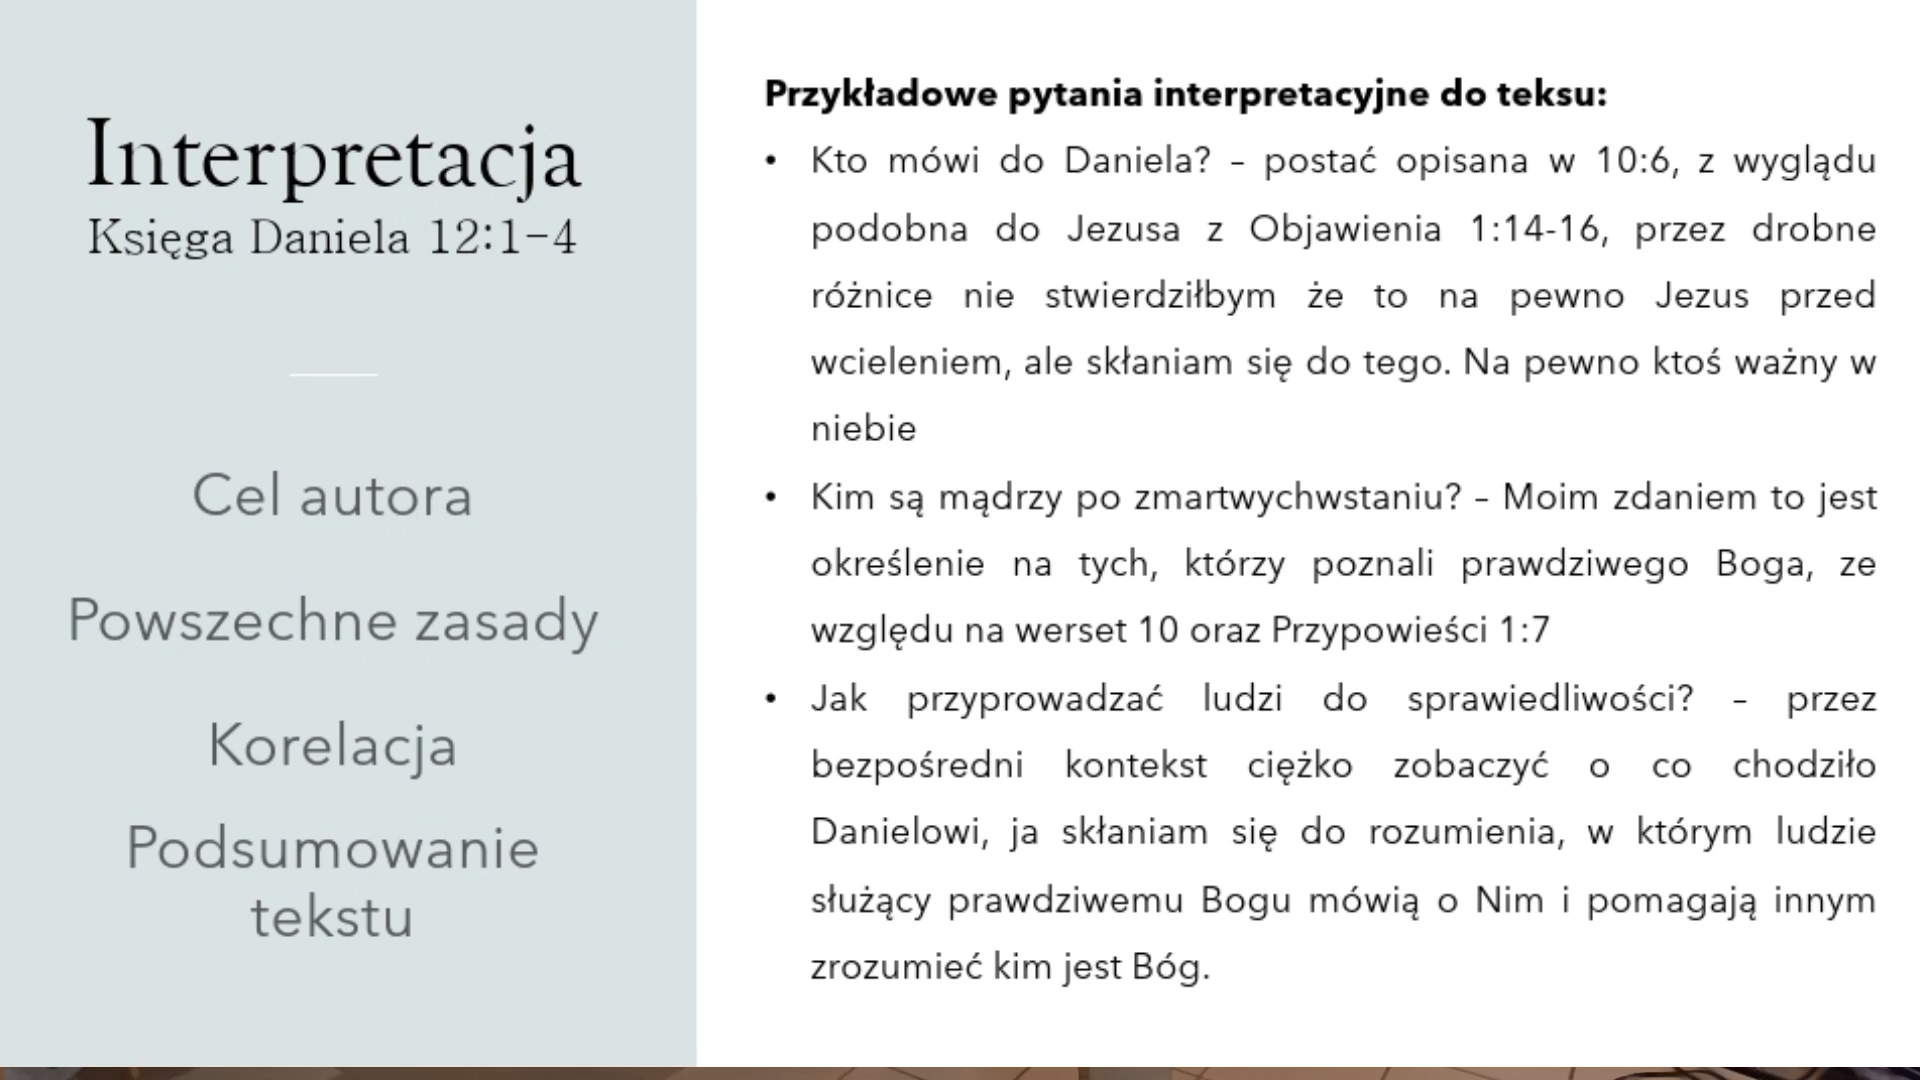 Interpretacja
Księga Daniela 12:1-4
Cel autora
Powszechne zasady
Korelacja
Podsumowanie
tekstu
Przykładowe pytania interpretacyjne do teksu:
• Kto mówi do Daniela? – postać opisana w 10:6, z wyglądu
podobna do Jezusa z Objawienia 1:14-16, przez drobne
różnice nie stwierdziłbym że to na pewno Jezus przed
wcieleniem, ale skłaniam się do tego. Na pewno ktoś ważny w
niebie
• Kim są mądrzy po zmartwychwstaniu? – Moim zdaniem to jest
określenie na tych, którzy poznali prawdziwego Boga, ze
względu na werset 10 oraz Przypowieści 1:7
• Jak przyprowadzać ludzi do sprawiedliwości? – przez
bezpośredni kontekst ciężko zobaczyć o co chodziło
Danielowi, ja skłaniam się do rozumienia, w którym ludzie
służący prawdziwemu Bogu mówią o Nim i pomagają innym
zrozumieć kim jest Bóg.